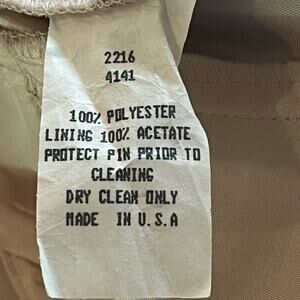 2216
4141
100% POLYESTER
LINING 100% ACETATE
PROTECT PIN PRIOR TO
CLEANING
DRY CLEAN ONLY
MADE IN U.S.A